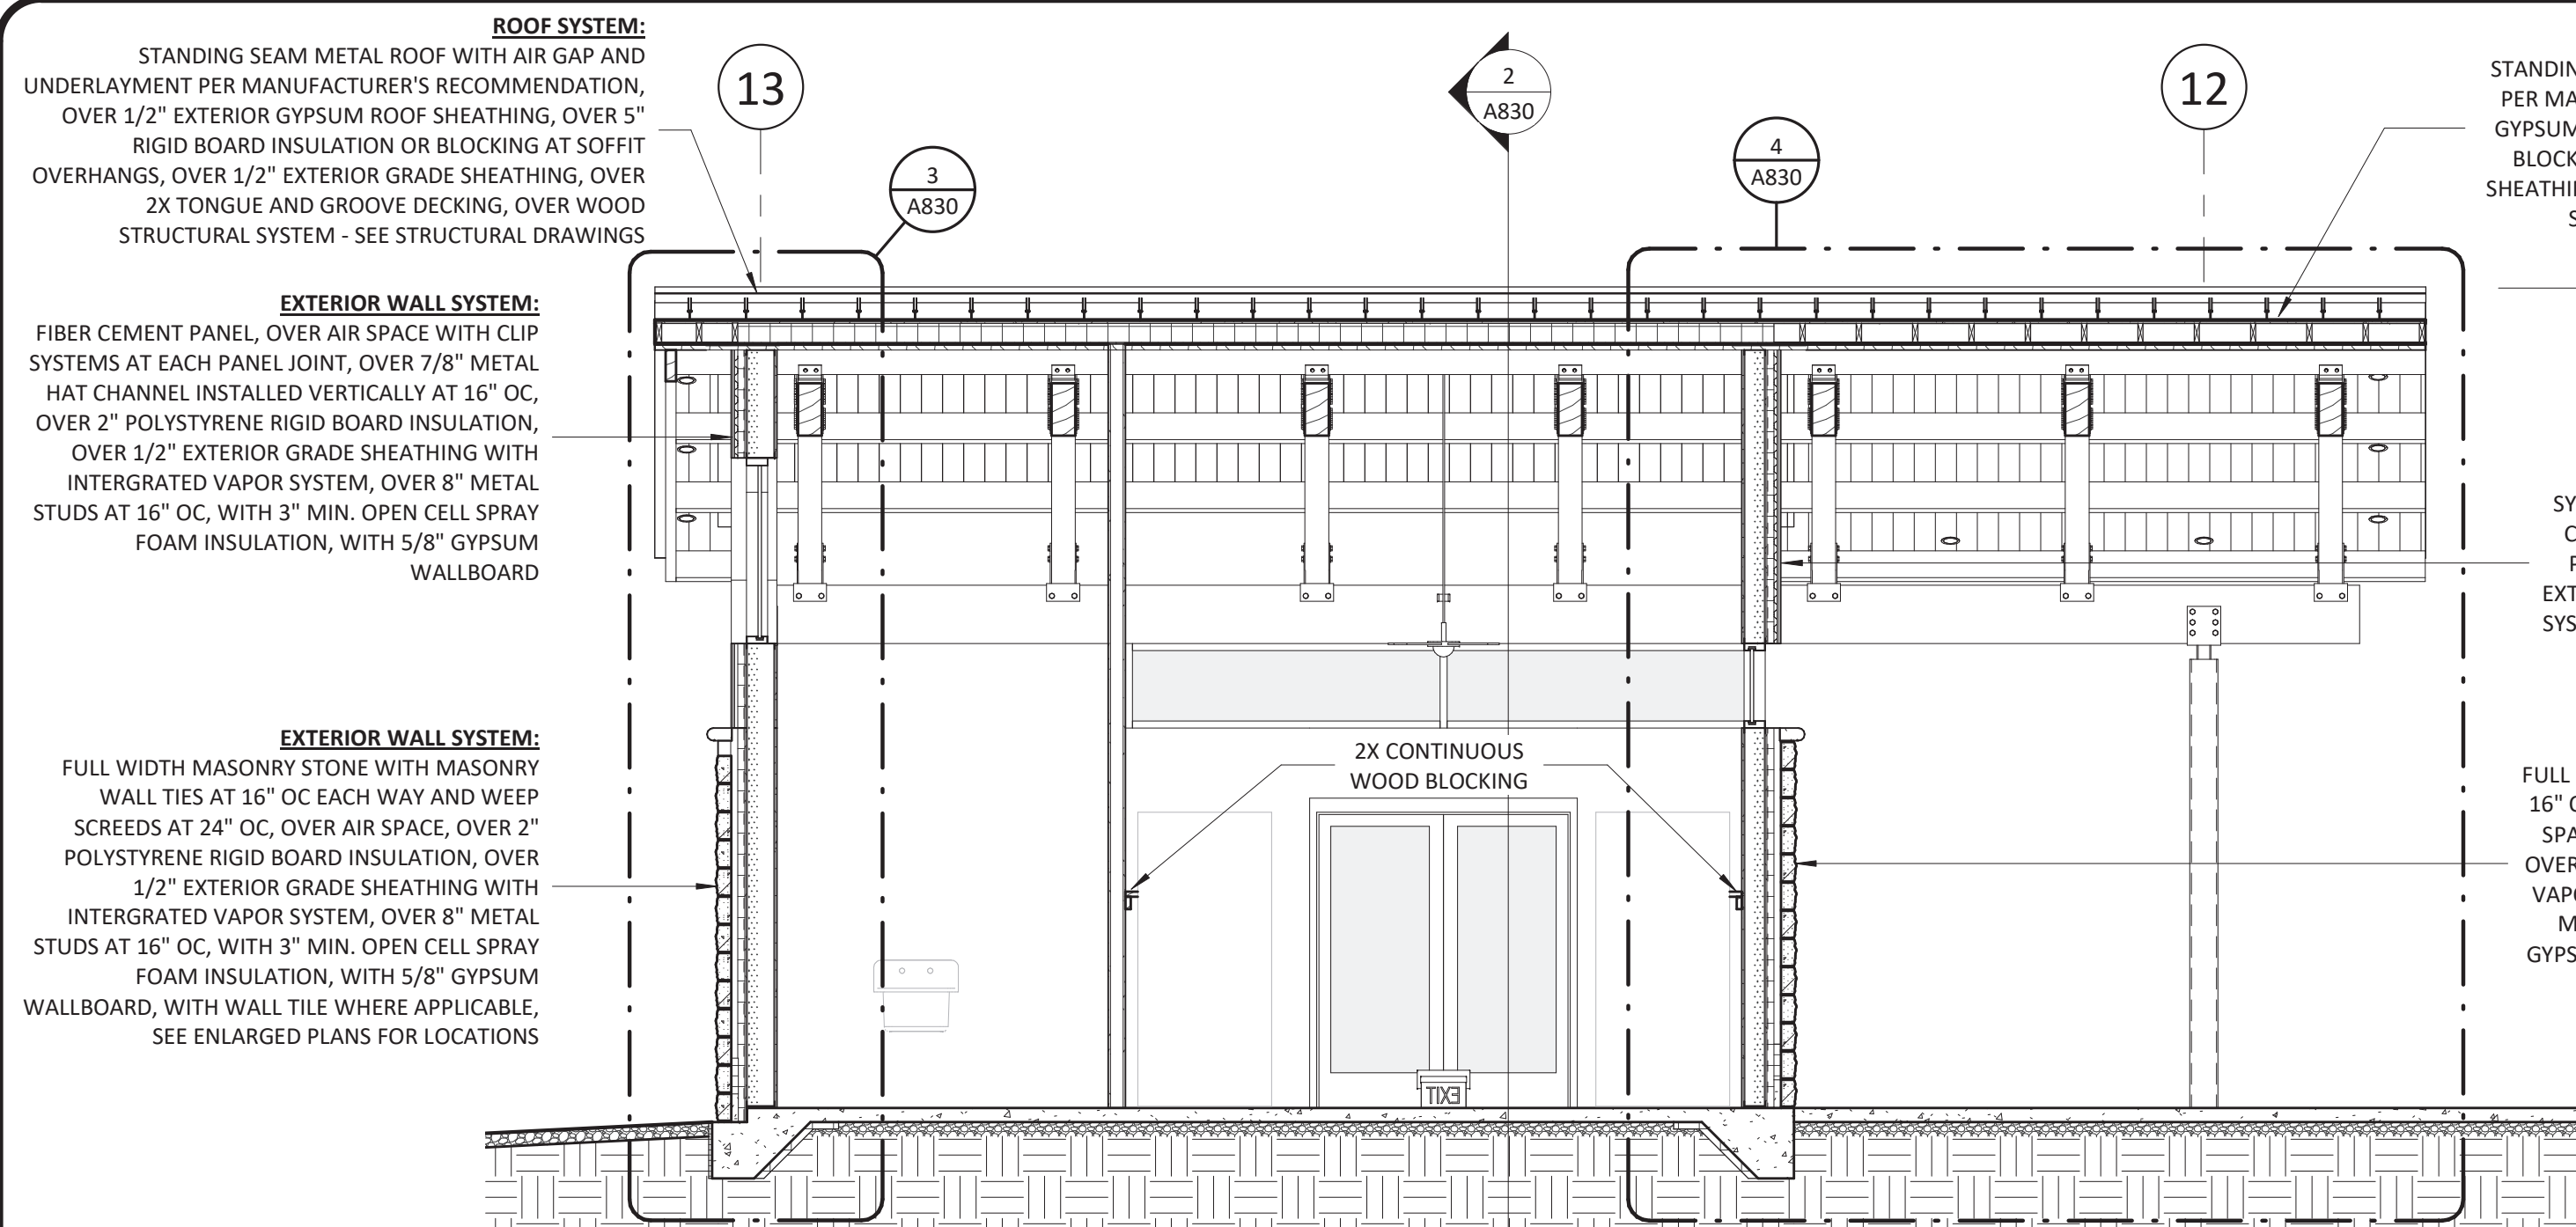 ROOF SYSTEM:
STANDING SEAM METAL ROOF WITH AIR GAP AND
UNDERLAYMENT PER MANUFACTURER'S RECOMMENDATION,
OVER 1/2" EXTERIOR GYPSUM ROOF SHEATHING, OVER 5"
RIGID BOARD INSULATION OR BLOCKING AT SOFFIT
OVERHANGS, OVER 1/2" EXTERIOR GRADE SHEATHING, OVER
2X TONGUE AND GROOVE DECKING, OVER WOOD
STRUCTURAL SYSTEM - SEE STRUCTURAL DRAWINGS
EXTERIOR WALL SYSTEM:
FIBER CEMENT PANEL, OVER AIR SPACE WITH CLIP
SYSTEMS AT EACH PANEL JOINT, OVER 7/8" METAL
HAT CHANNEL INSTALLED VERTICALLY AT 16" OC,
OVER 2" POLYSTYRENE RIGID BOARD INSULATION,
OVER 1/2" EXTERIOR GRADE SHEATHING WITH
INTERGRATED VAPOR SYSTEM, OVER 8" METAL
STUDS AT 16" OC, WITH 3" MIN. OPEN CELL SPRAY
FOAM INSULATION, WITH 5/8" GYPSUM
WALLBOARD
EXTERIOR WALL SYSTEM:
FULL WIDTH MASONRY STONE WITH MASONRY
WALL TIES AT 16" OC EACH WAY AND WEEP
SCREEDS AT 24" OC, OVER AIR SPACE, OVER 2"
POLYSTYRENE RIGID BOARD INSULATION, OVER
1/2" EXTERIOR GRADE SHEATHING WITH
INTERGRATED VAPOR SYSTEM, OVER 8" METAL
STUDS AT 16" OC, WITH 3" MIN. OPEN CELL SPRAY
FOAM INSULATION, WITH 5/8" GYPSUM
WALLBOARD, WITH WALL TILE WHERE APPLICABLE,
SEE ENLARGED PLANS FOR LOCATIONS
13
3
A830
2
A830
4
A830
12
2X CONTINUOUS
WOOD BLOCKING
EXIT
STANDIN
PER MA
GYPSUM
BLOCK
SHEATHI
S
SY
C
EXT
SYS
FULL
16" O
SPA
OVER
VAPO
M
GYPS